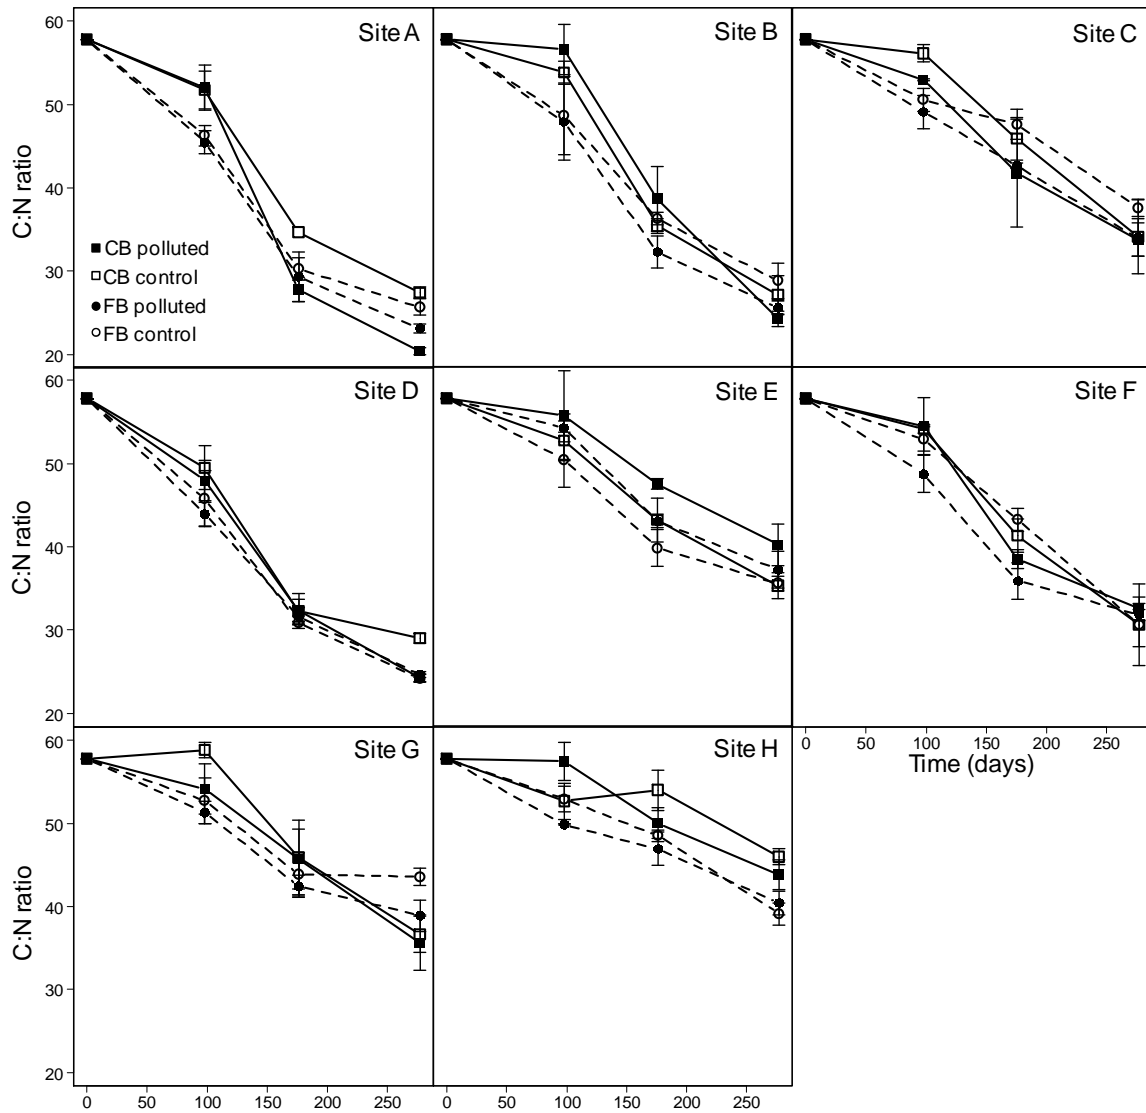 60
50
40
30
20
C:N ratio
Site A
CB polluted
CB control
FB polluted
FB control
Site B
Site C
60
50
40
30
20
C:N ratio
Site D
Site E
Site F
0 50 100 150 200 250
Time (days)
60
50
40
30
20
C:N ratio
Site G
Site H
0 50 100 150 200 250
0 50 100 150 200 250